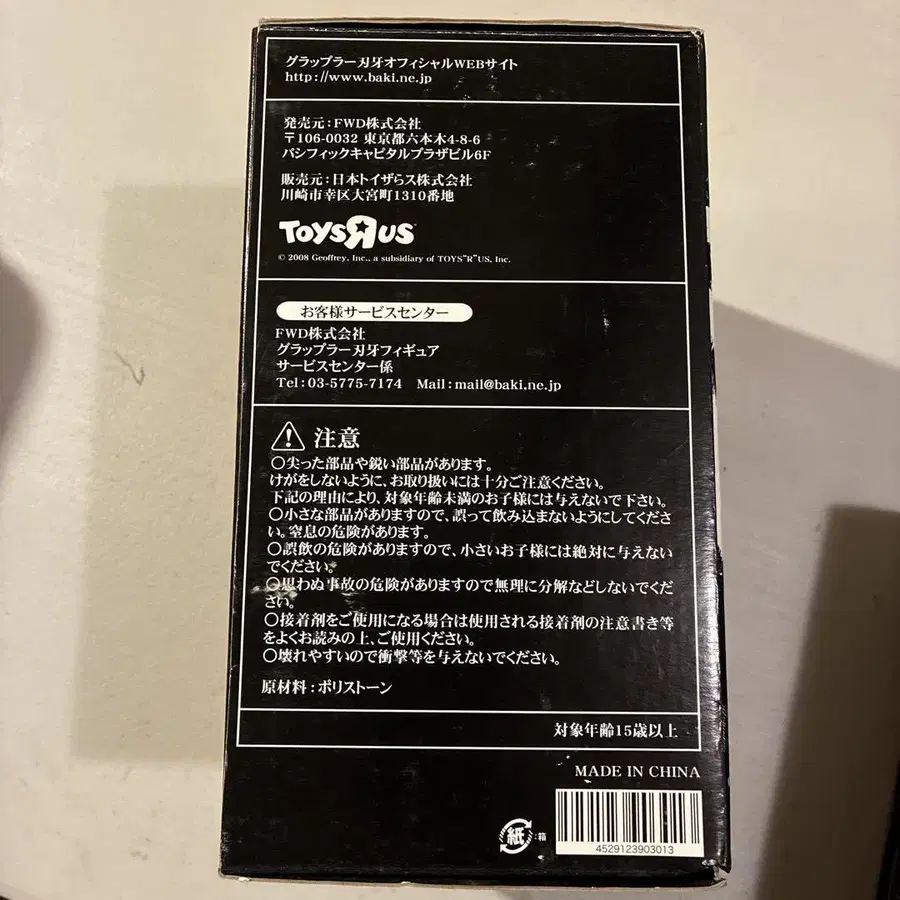 グラップラー刃牙オフィシャルWEBサイト
http://www.baki.ne.jp
発売元:FWD株式会社
〒106-0032 東京都六本木4-8-6
パシフィックキャピタルプラザビル6F
販売元:日本トイザらス株式会社
川崎市幸区大宮町1310番地
TOYSЯUS
© 2008 Geoffrey, Inc., a subsidiary of TOYS"R"US, Inc.
お客様サービスセンター
FWD株式会社
グラップラー刃牙フィギュア
サービスセンター係
Tel:03-5775-7174 Mail:mail@baki.ne.jp
注意
○尖った部品や鋭い部品があります。
けがをしないように、お取り扱いには十分ご注意ください。
下記の理由により、対象年齢未満のお子様には与えないで下さい。
○小さな部品がありますので、誤って飲み込まないようにしてくださ
い。窒息の危険があります。
○誤飲の危険がありますので、小さいお子様には絶対に与えない
でください。
○思わぬ事故の危険がありますので無理に分解などしないでくだ
さい。
○接着剤をご使用になる場合は使用される接着剤の注意書き等
をよくお読みの上、ご使用ください。
○壊れやすいので衝撃等を与えないでください。
原材料:ポリストーン
対象年齢15歳以上
MADE IN CHINA
紙:箱
4529123903013